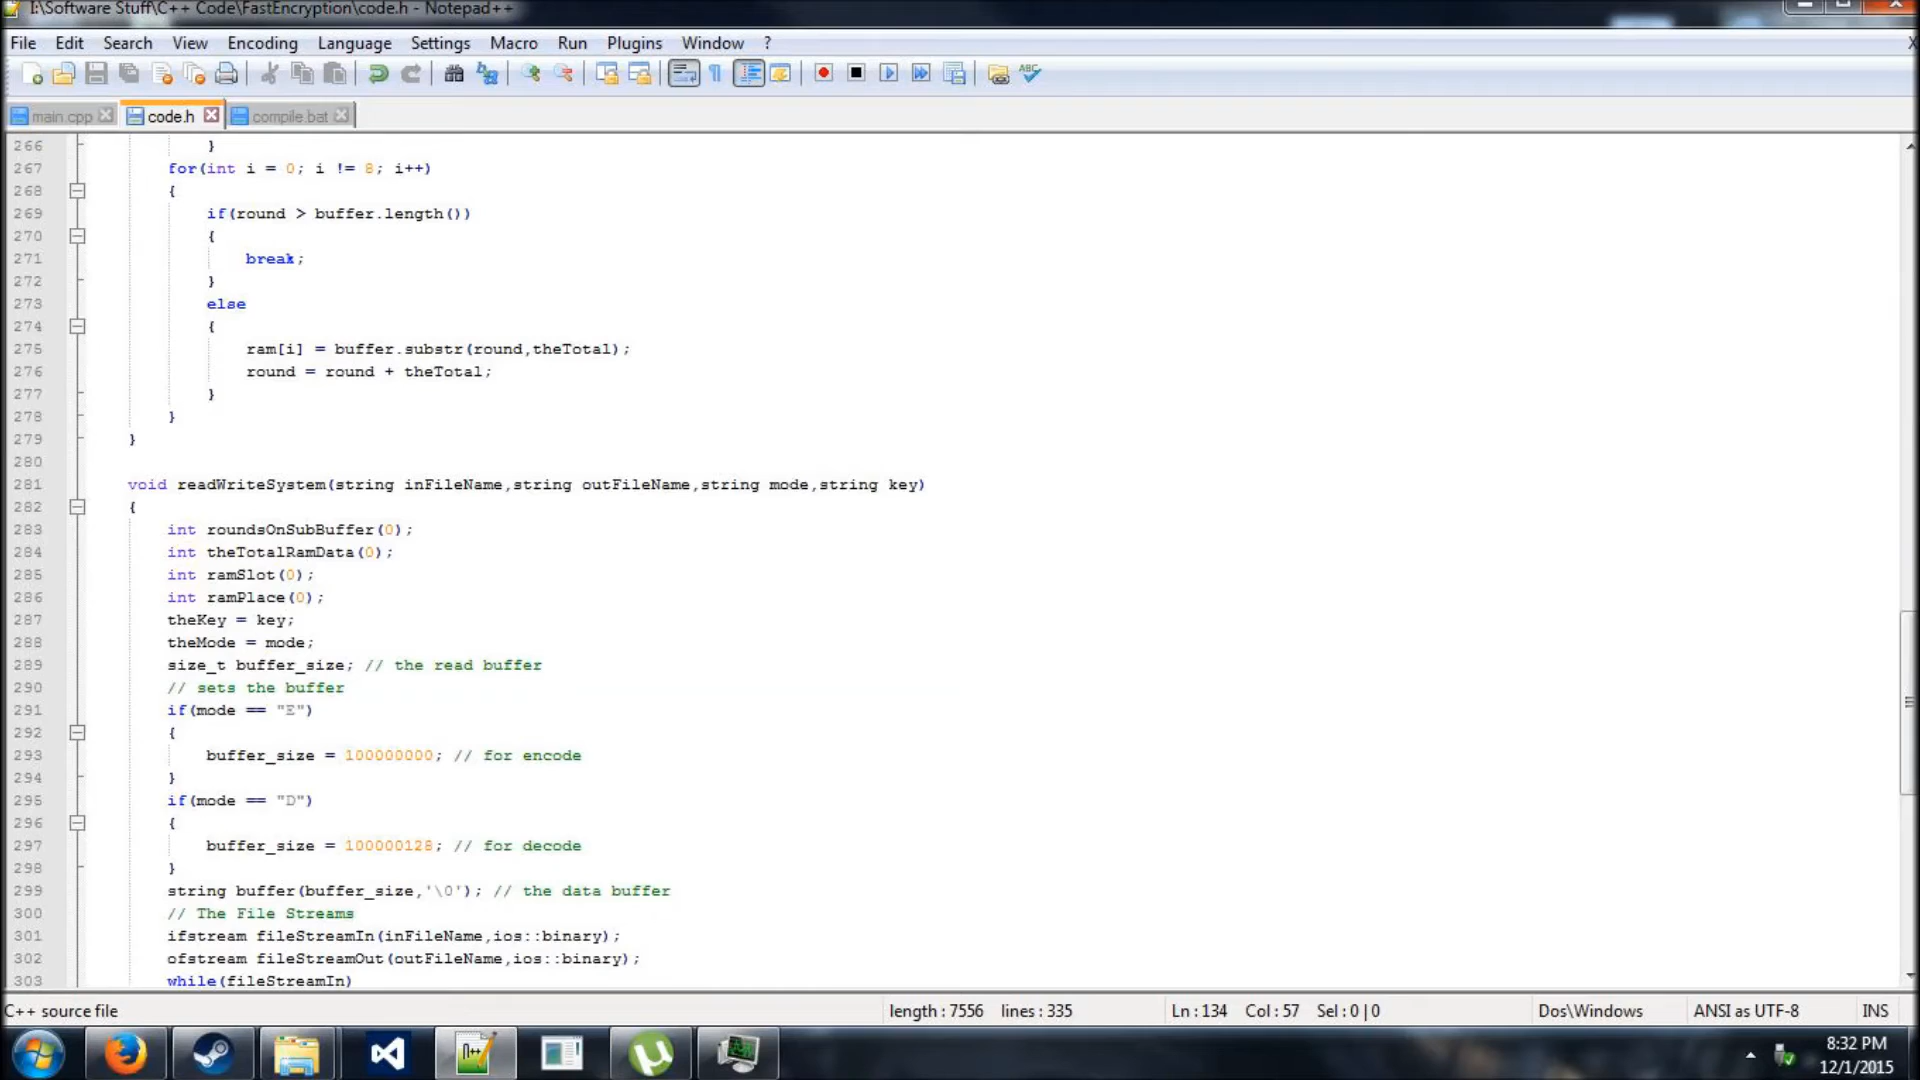 I:\Software Stuff\C++ Code\FastEncryption\code.h - Notepad++
File Edit Search View Encoding Language Settings Macro Run Plugins Window ? X
main.cpp code.h compile.bat
266 }
267 for(int i = 0; i != 8; i++)
268 {
269 if(round > buffer.length())
270 {
271 break;
272 }
273 else
274 {
275 ram[i] = buffer.substr(round,theTotal);
276 round = round + theTotal;
277 }
278 }
279 }
280
281 void readWriteSystem(string inFileName,string outFileName,string mode,string key)
282 {
283 int roundsOnSubBuffer(0);
284 int theTotalRamData(0);
285 int ramSlot(0);
286 int ramPlace(0);
287 theKey = key;
288 theMode = mode;
289 size_t buffer_size; // the read buffer
290 // sets the buffer
291 if(mode == "E")
292 {
293 buffer_size = 100000000; // for encode
294 }
295 if(mode == "D")
296 {
297 buffer_size = 100000128; // for decode
298 }
299 string buffer(buffer_size,'\0'); // the data buffer
300 // The File Streams
301 ifstream fileStreamIn(inFileName,ios::binary);
302 ofstream fileStreamOut(outFileName,ios::binary);
303 while(fileStreamIn)
C++ source file length : 7556 lines : 335 Ln : 134 Col : 57 Sel : 0 | 0 Dos\Windows ANSI as UTF-8 INS
8:32 PM
12/1/2015